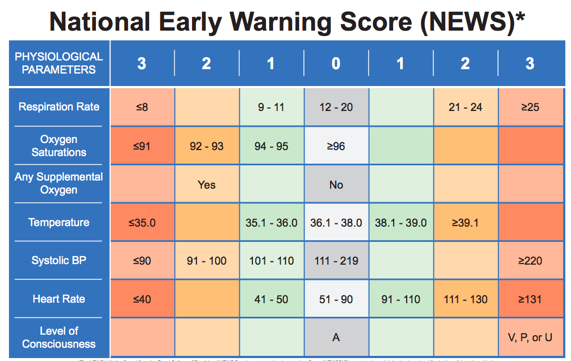 National Early Warning Score (NEWS)*
PHYSIOLOGICAL
PARAMETERS 3 2 1 0 1 2 3
Respiration Rate ≤8 9 - 11 12 - 20 21 - 24 ≥25
Oxygen
Saturations ≤91 92 - 93 94 - 95 ≥96
Any Supplemental
Oxygen Yes No
Temperature ≤35.0 35.1 - 36.0 36.1 - 38.0 38.1 - 39.0 ≥39.1
Systolic BP ≤90 91 - 100 101 - 110 111 - 219 ≥220
Heart Rate ≤40 41 - 50 51 - 90 91 - 110 111 - 130 ≥131
Level of
Consciousness A V, P, or U